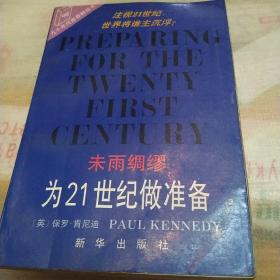 注视21世纪
世界将谁主沉浮?
PREPARING
FOR THE
TWENTY
FIRST
CENTURY
未雨绸缪
为21世纪做准备
〔英〕保罗·肯尼迪 PAUL KENNEDY
新华出版社